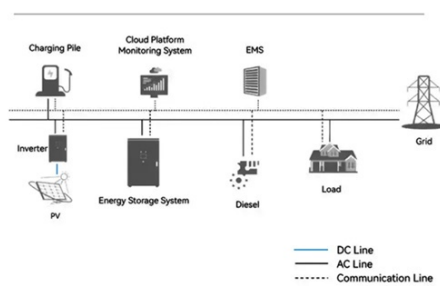 Charging Pile
Cloud Platform
Monitoring System
EMS
Grid
Inverter
PV
Energy Storage System
Diesel
Load
DC Line
AC Line
Communication Line